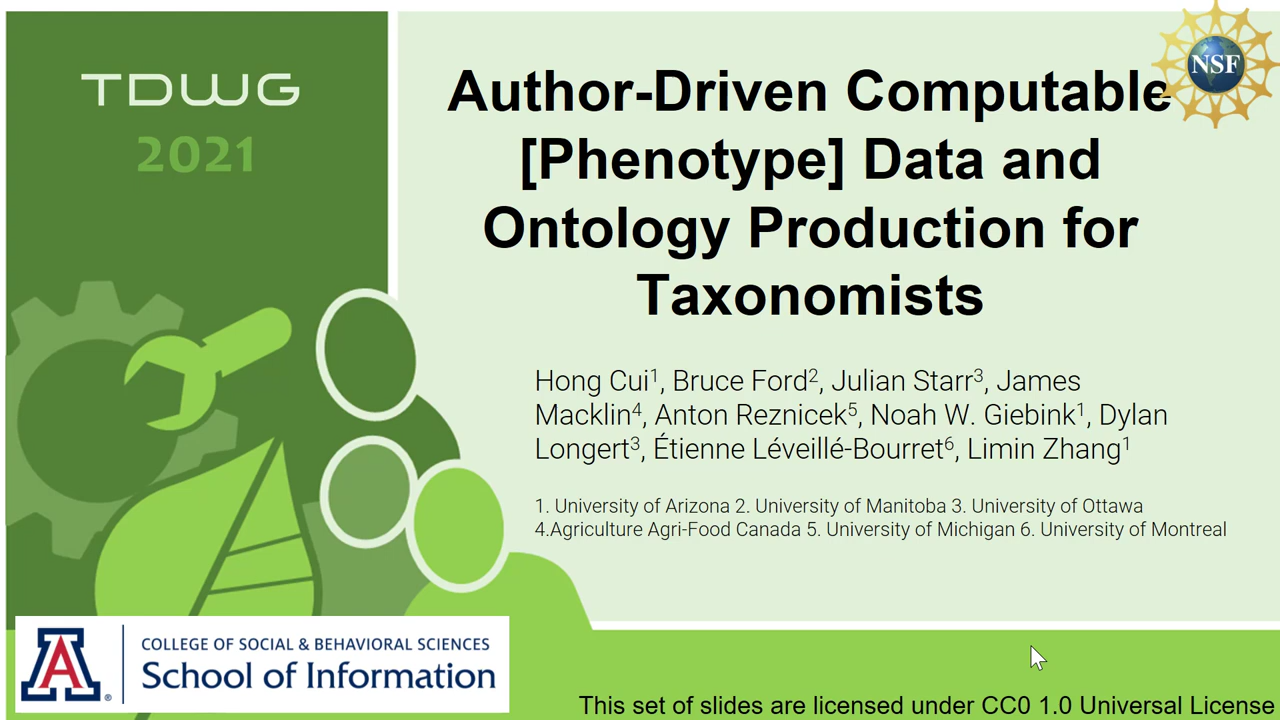 TDWG
2021
NSF
Author-Driven Computable
[Phenotype] Data and
Ontology Production for
Taxonomists
Hong Cui1, Bruce Ford2, Julian Starr3, James
Macklin4, Anton Reznicek5, Noah W. Giebink1, Dylan
Longert3, Étienne Léveillé-Bourret6, Limin Zhang1
1. University of Arizona 2. University of Manitoba 3. University of Ottawa
4.Agriculture Agri-Food Canada 5. University of Michigan 6. University of Montreal
A®
COLLEGE OF SOCIAL & BEHAVIORAL SCIENCES
School of Information
This set of slides are licensed under CC0 1.0 Universal License